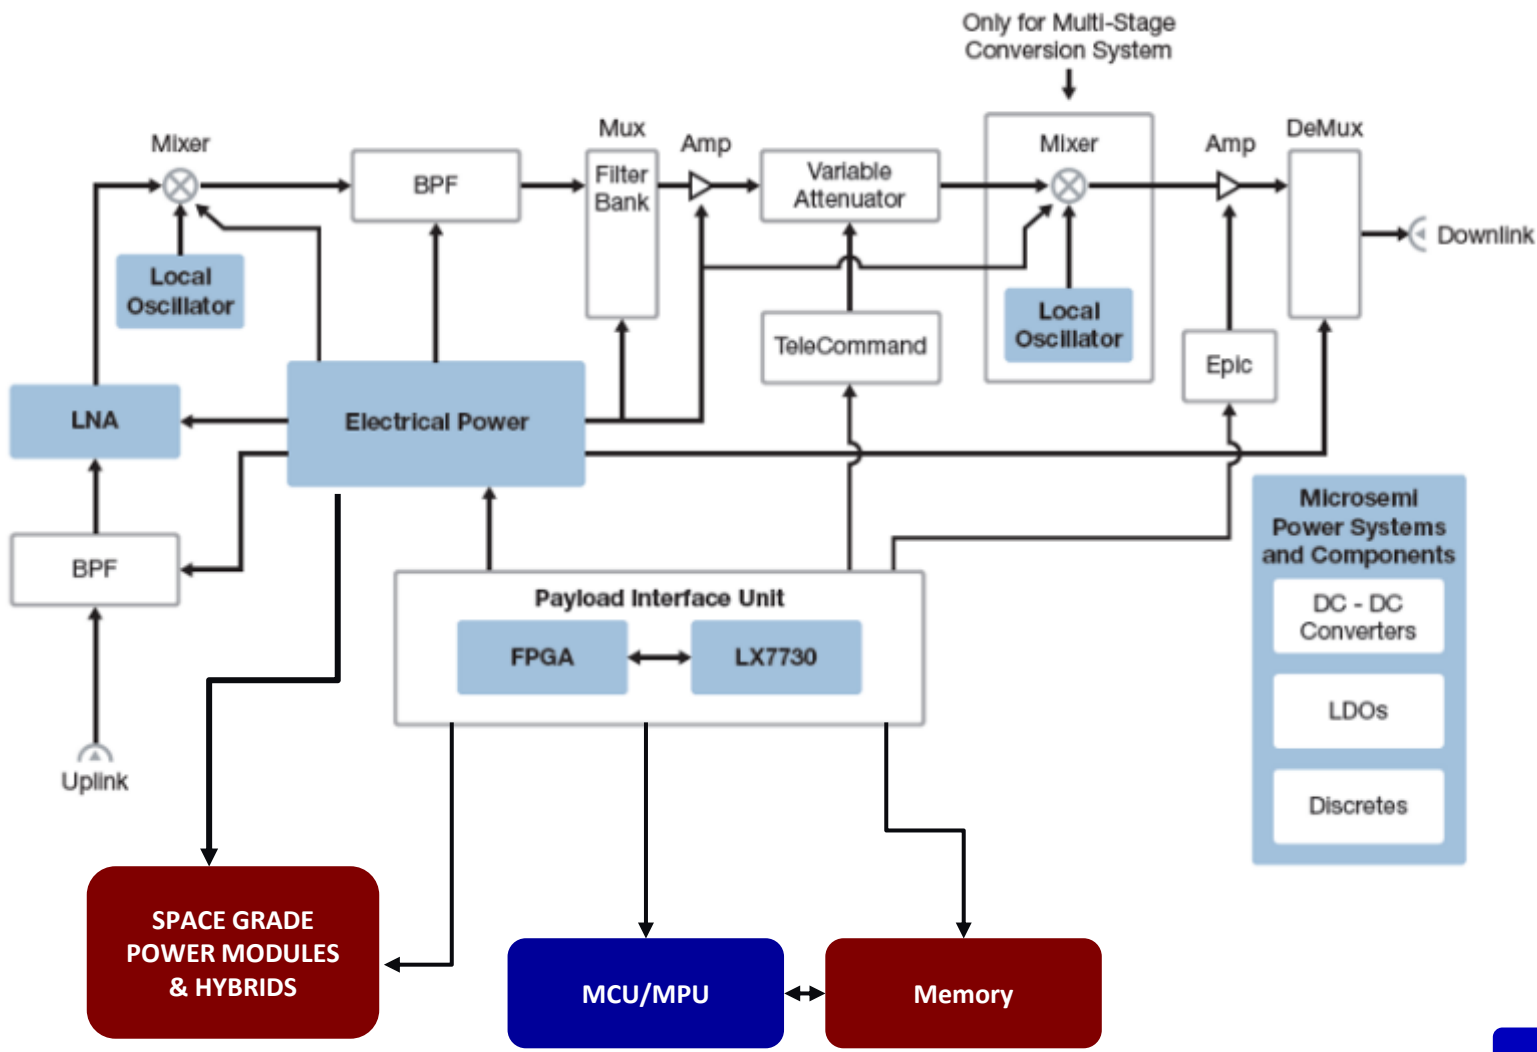 Only for Multi-Stage
Conversion System
Mixer
BPF
Mux
Filter
Bank
Amp
Variable
Attenuator
Mixer
Amp
DeMux
Downlink
Local
Oscillator
TeleCommand
Local
Oscillator
Epic
LNA
Electrical Power
BPF
Uplink
Payload Interface Unit
FPGA
LX7730
Microsemi
Power Systems
and Components
DC - DC
Converters
LDOs
Discretes
SPACE GRADE
POWER MODULES
& HYBRIDS
MCU/MPU
Memory